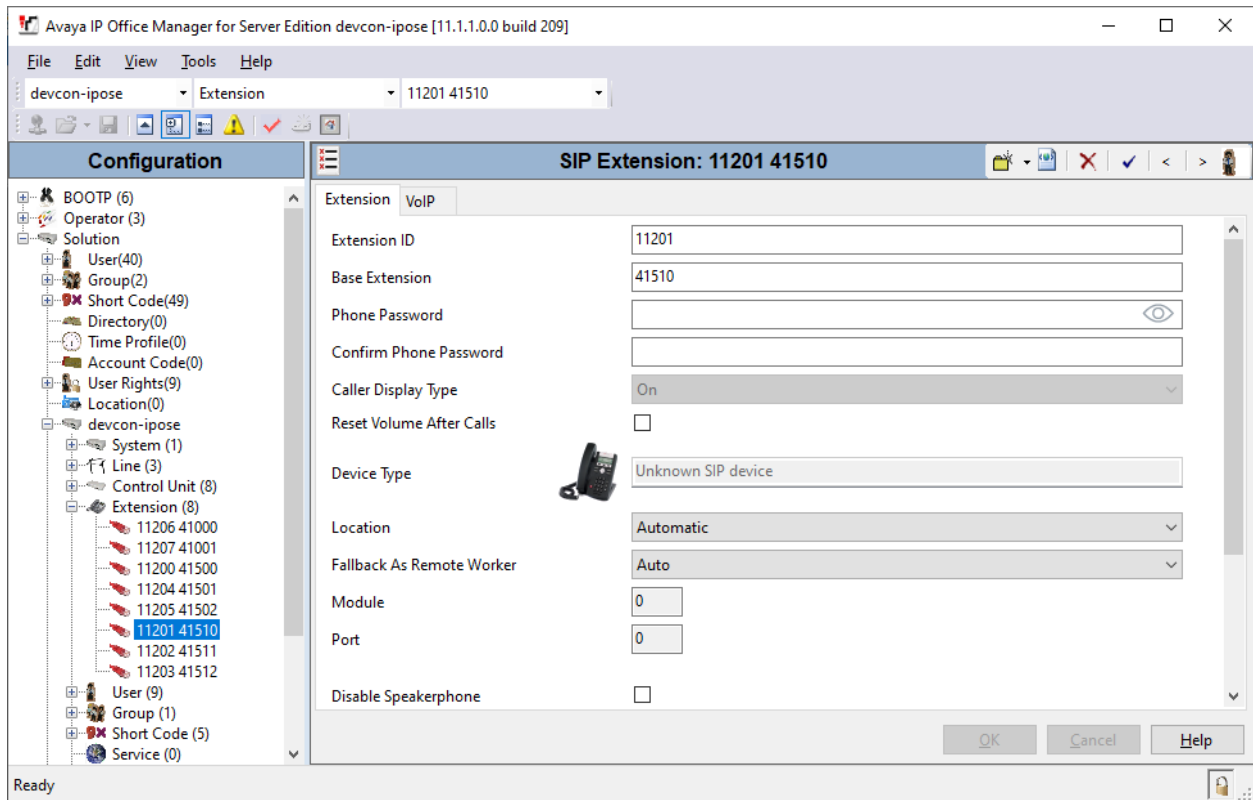 Avaya IP Office Manager for Server Edition devcon-ipose [11.1.1.0.0 build 209]
File Edit View Tools Help
devcon-ipose Extension 11201 41510
Configuration
SIP Extension: 11201 41510
BOOTP (6)
Operator (3)
Solution
User(40)
Group(2)
Short Code(49)
Directory(0)
Time Profile(0)
Account Code(0)
User Rights(9)
Location(0)
devcon-ipose
System (1)
Line (3)
Control Unit (8)
Extension (8)
11206 41000
11207 41001
11200 41500
11204 41501
11205 41502
11201 41510
11202 41511
11203 41512
User (9)
Group (1)
Short Code (5)
Service (0)
Extension VoIP
Extension ID 11201
Base Extension 41510
Phone Password
Confirm Phone Password
Caller Display Type On
Reset Volume After Calls
Device Type Unknown SIP device
Location Automatic
Fallback As Remote Worker Auto
Module 0
Port 0
Disable Speakerphone
OK Cancel Help
Ready